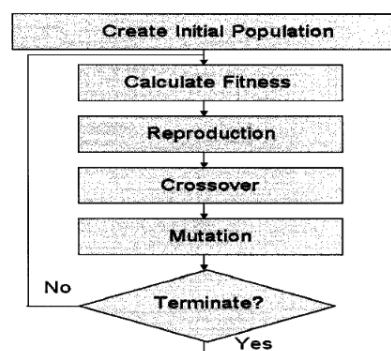 Create Initial Population
Calculate Fitness
Reproduction
Crossover
Mutation
Terminate?
No
Yes